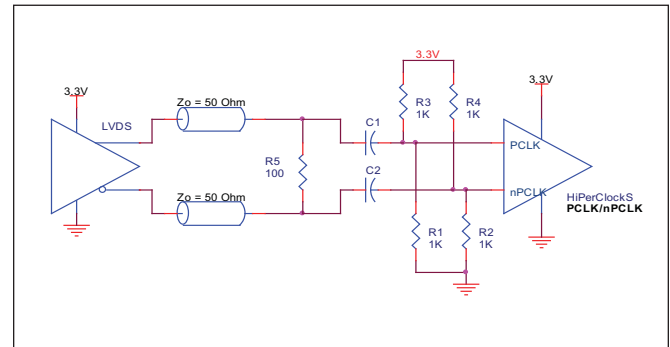 3.3V
3.3V
3.3V
LVDS
Zo = 50 Ohm
R3
1K
R4
1K
C1
PCLK
R5
100
C2
Zo = 50 Ohm
nPCLK
HiPerClockS
PCLK/nPCLK
R1
1K
R2
1K